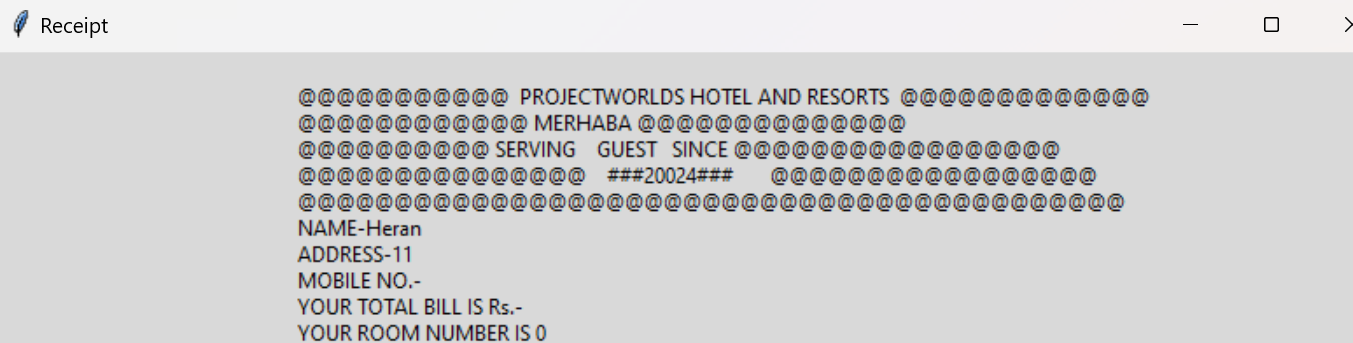 Receipt
@@@@@@@@@@@ PROJECTWORLDS HOTEL AND RESORTS @@@@@@@@@@@@@
@@@@@@@@@@@@ MERHABA @@@@@@@@@@@@@@
@@@@@@@@@@ SERVING GUEST SINCE @@@@@@@@@@@@@@@@@
@@@@@@@@@@@@@@@ ###20024### @@@@@@@@@@@@@@@@@
@@@@@@@@@@@@@@@@@@@@@@@@@@@@@@@@@@@@@@@@@@@
NAME-Heran
ADDRESS-11
MOBILE NO.-
YOUR TOTAL BILL IS Rs.-
YOUR ROOM NUMBER IS 0